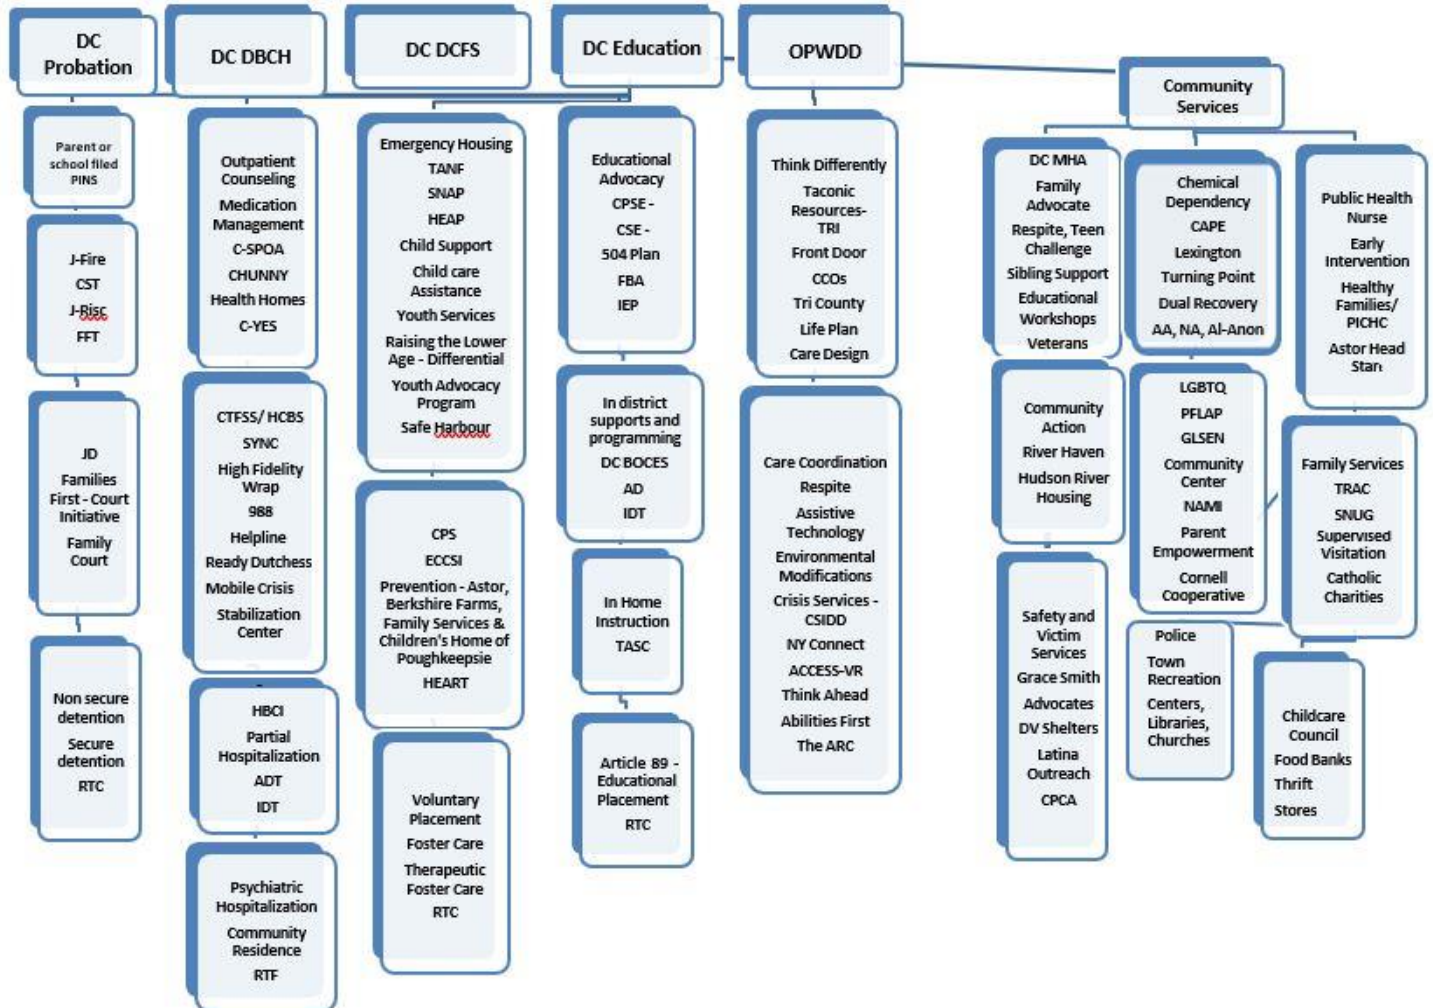 DC
Probation
DC DBCH
DC DCFS
DC Education
OPWDD
Community
Services
Parent or
school filed
PINS
J-Fire
CST
J-Risc
FFT
JD
Families
First - Court
Initiative
Family
Court
Non secure
detention
Secure
detention
RTC
Outpatient
Counseling
Medication
Management
C-SPOA
CHUNNY
Health Homes
C-YES
CTFSS/ HCBS
SYNC
High Fidelity
Wrap
988
Helpline
Ready Dutchess
Mobile Crisis
Stabilization
Center
HBCI
Partial
Hospitalization
ADT
IDT
Psychiatric
Hospitalization
Community
Residence
RTF
Emergency Housing
TANF
SNAP
HEAP
Child Support
Child care
Assistance
Youth Services
Raising the Lower
Age - Differential
Youth Advocacy
Program
Safe Harbour
CPS
ECCSI
Prevention - Astor,
Berkshire Farms,
Family Services &
Children's Home of
Poughkeepsie
HEART
Voluntary
Placement
Foster Care
Therapeutic
Foster Care
RTC
Educational
Advocacy
CPSE -
CSE -
504 Plan
FBA
IEP
In district
supports and
programming
DC BOCES
AD
IDT
In Home
Instruction
TASC
Article 89 -
Educational
Placement
RTC
Think Differently
Taconic
Resources-
TRI
Front Door
CCOs
Tri County
Life Plan
Care Design
Care Coordination
Respite
Assistive
Technology
Environmental
Modifications
Crisis Services -
CSIDD
NY Connect
ACCESS-VR
Think Ahead
Abilities First
The ARC
DC MHA
Family
Advocate
Respite, Teen
Challenge
Sibling Support
Educational
Workshops
Veterans
Community
Action
River Haven
Hudson River
Housing
Safety and
Victim
Services
Grace Smith
Advocates
DV Shelters
Latina
Outreach
CPCA
Chemical
Dependency
CAPE
Lexington
Turning Point
Dual Recovery
AA, NA, Al-Anon
LGBTQ
PFLAP
GLSEN
Community
Center
NAMI
Parent
Empowerment
Cornell
Cooperative
Police
Town
Recreation
Centers,
Libraries,
Churches
Public Health
Nurse
Early
Intervention
Healthy
Families/
PICHC
Astor Head
Start
Family Services
TRAC
SNUG
Supervised
Visitation
Catholic
Charities
Childcare
Council
Food Banks
Thrift
Stores